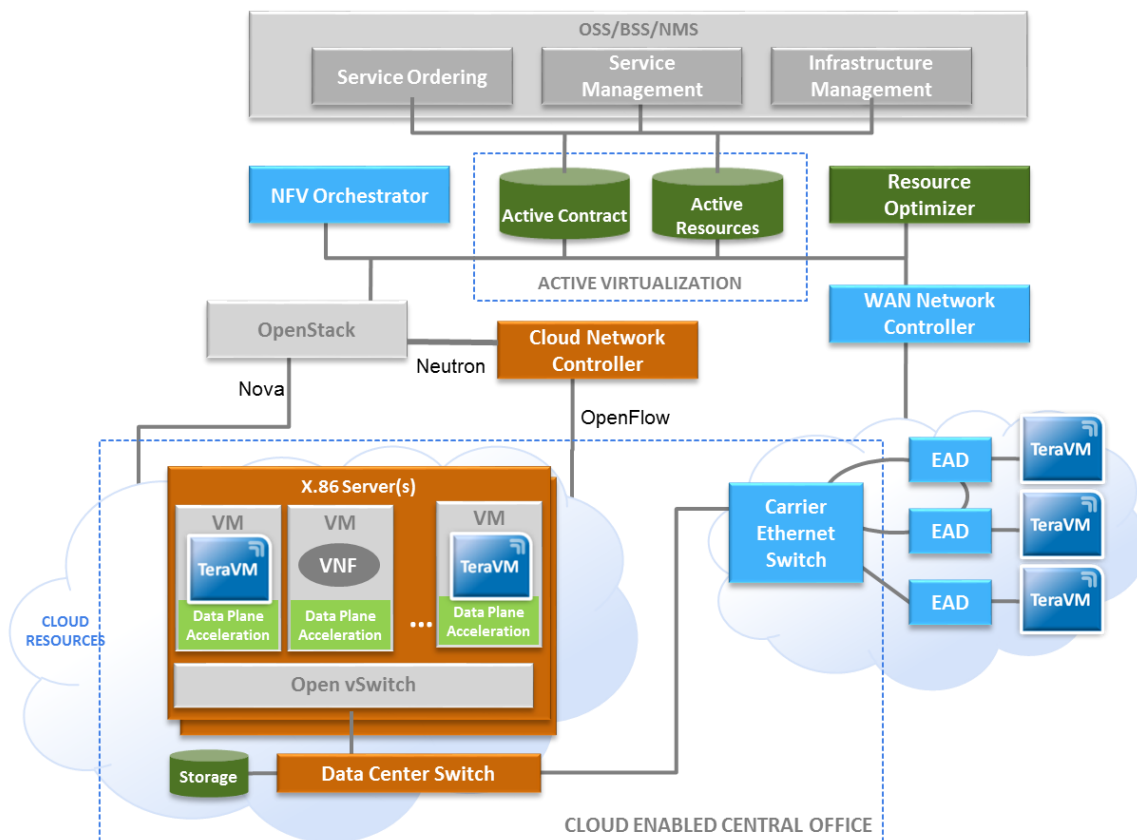 OSS/BSS/NMS
Service Ordering
Service
Management
Infrastructure
Management
NFV Orchestrator
Active Contract
Active
Resources
Resource
Optimizer
ACTIVE VIRTUALIZATION
OpenStack
Neutron
Cloud Network
Controller
WAN Network
Controller
Nova
OpenFlow
X.86 Server(s)
VM
TeraVM
Data Plane
Acceleration
VM
VNF
Data Plane
Acceleration
...
VM
TeraVM
Data Plane
Acceleration
CLOUD
RESOURCES
Open vSwitch
Storage
Data Center Switch
Carrier
Ethernet
Switch
EAD
TeraVM
EAD
TeraVM
EAD
TeraVM
CLOUD ENABLED CENTRAL OFFICE